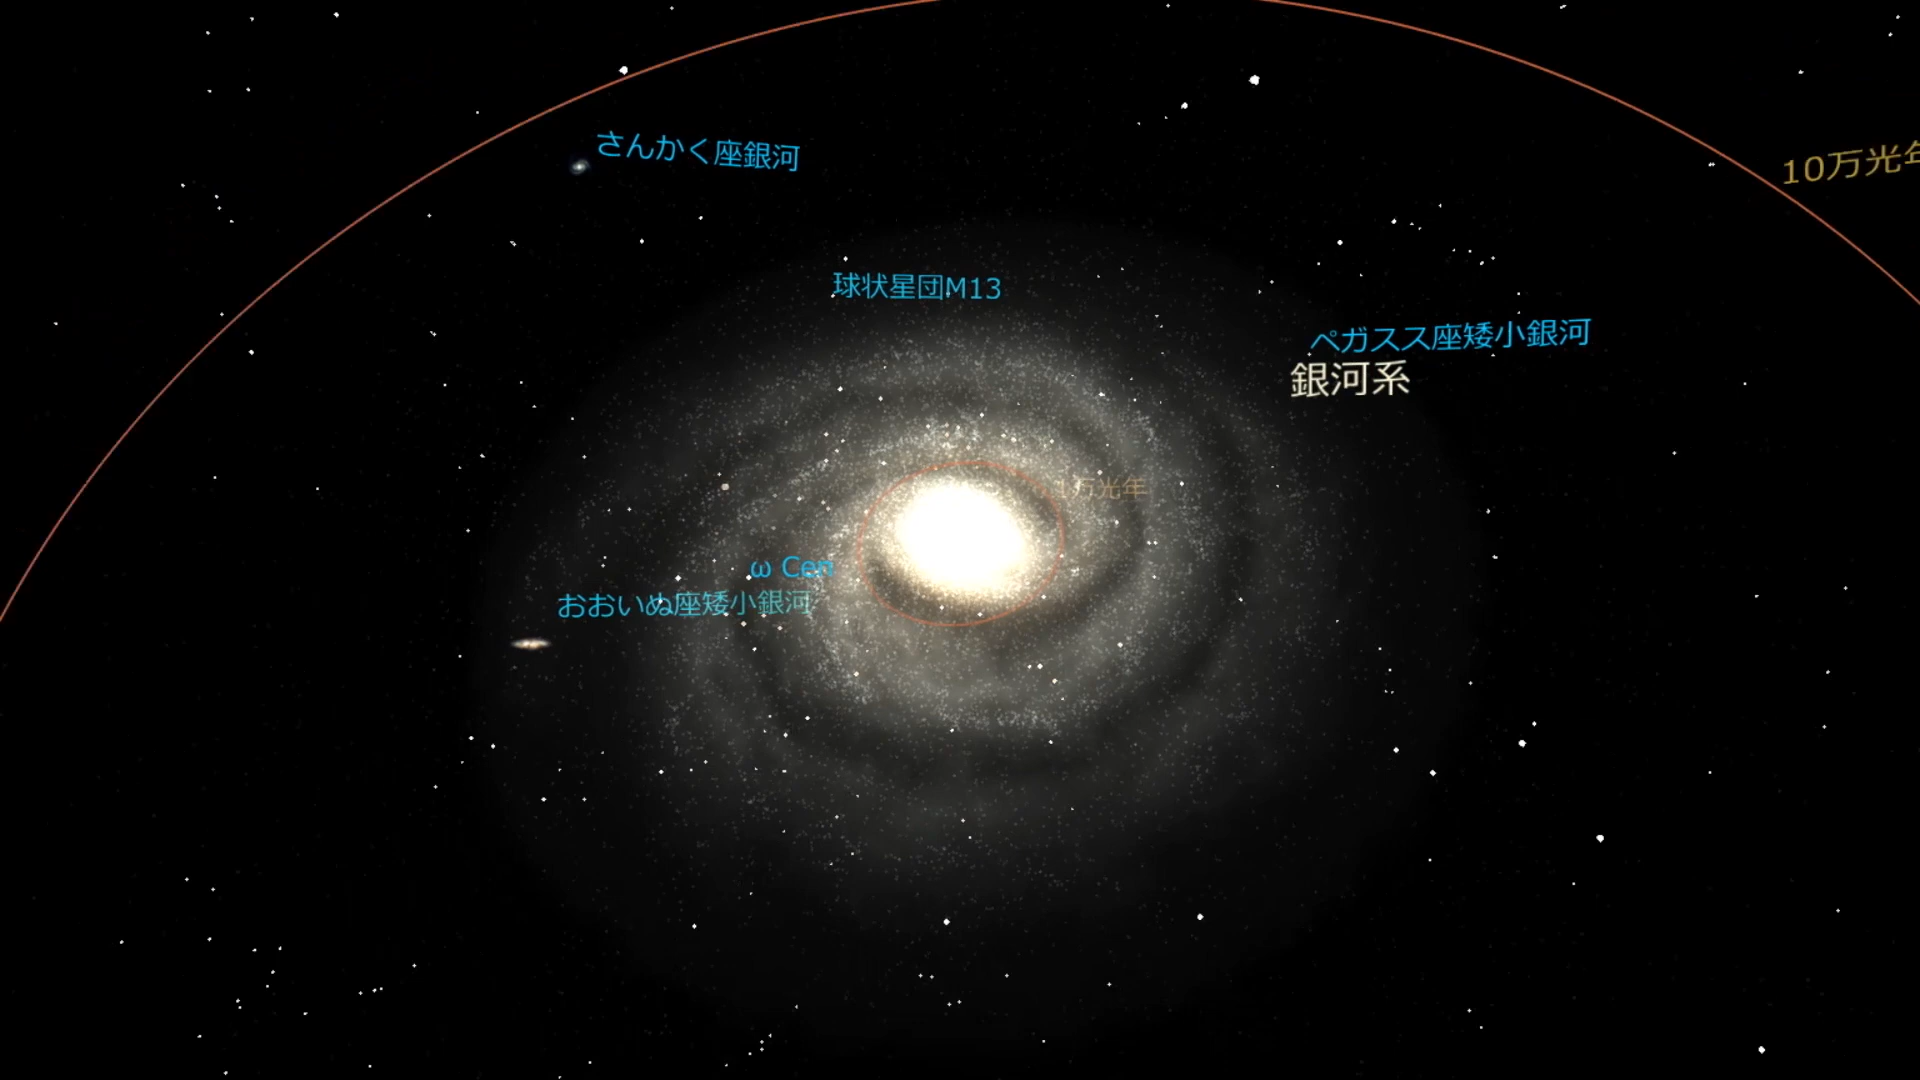 さんかく座銀河
10万光年
球状星団M13
ペガスス座矮小銀河
銀河系
1万光年
ω Cen
おおいぬ座矮小銀河